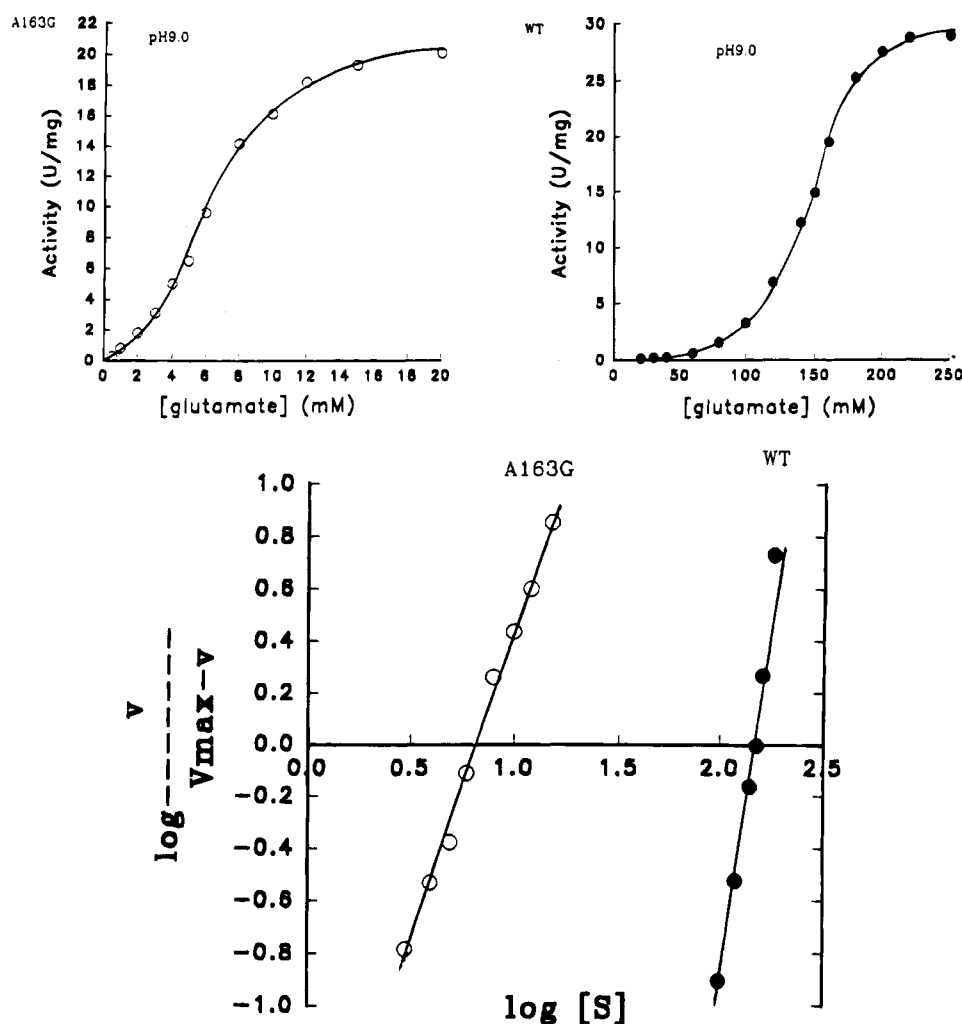 A163G
pH9.0
Activity (U/mg)
22
20
18
16
14
12
10
8
6
4
2
0
0 2 4 6 8 10 12 14 16 18 20
[glutamate] (mM)
WT
pH9.0
Activity (U/mg)
30
25
20
15
10
5
0
0 50 100 150 200 250
[glutamate] (mM)
A163G
WT
v
log--------
Vmax-v
1.0
0.8
0.6
0.4
0.2
0.0
-0.2
-0.4
-0.6
-0.8
-1.0
0.0 0.5 1.0 1.5 2.0 2.5
log [S]